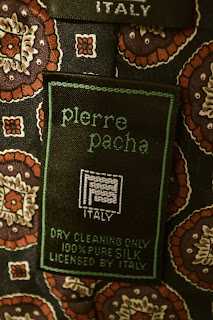 ITALY
pierre
pacha
ITALY
DRY CLEANING ONLY
100% PURE SILK
LICENSED BY ITALY